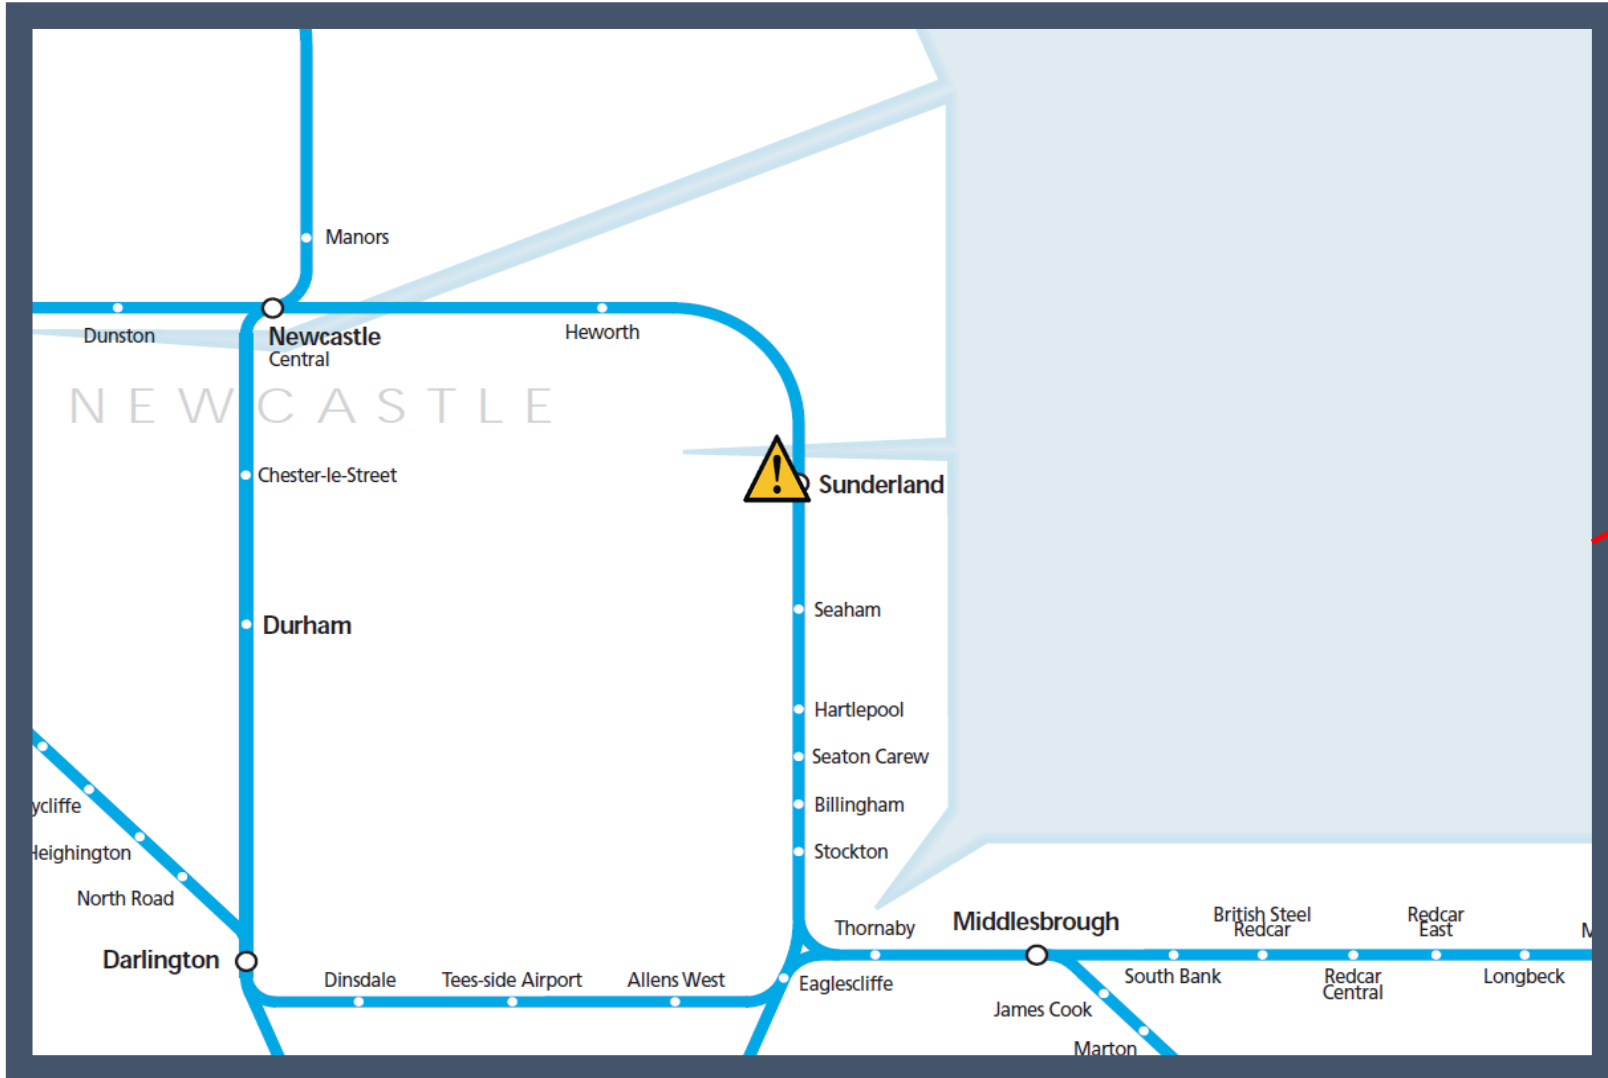 Manors
Dunston
Newcastle
Central
Heworth
NEWCASTLE
Chester-le-Street
!
Sunderland
Seaham
Durham
Hartlepool
Seaton Carew
ycliffe
Billingham
Heighington
Stockton
North Road
Thornaby
Middlesbrough
British Steel
Redcar
Redcar
East
M
Darlington
Dinsdale
Tees-side Airport
Allens West
Eaglescliffe
South Bank
Redcar
Central
Longbeck
James Cook
Marton